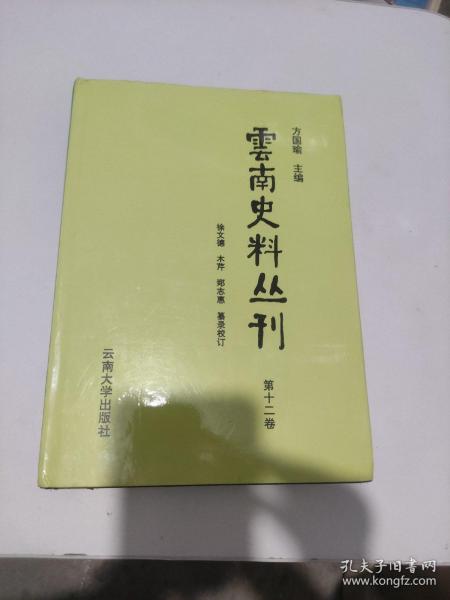 方国瑜 主编
雲南史料丛刊
徐文德 木芹 郑志惠 纂录校订
第十二卷
云南大学出版社
孔夫子旧书网
www.kongfz.com